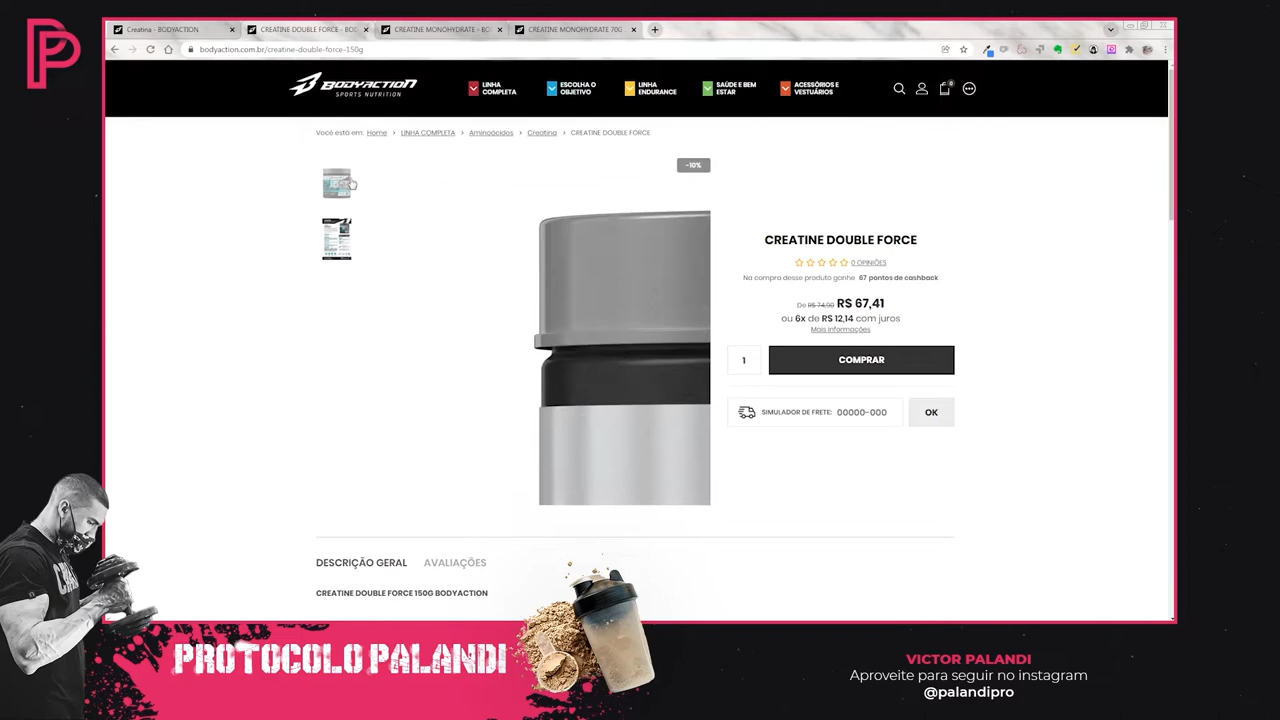 Creatina - BODYACTION
CREATINE DOUBLE FORCE - BOD
CREATINE MONOHYDRATE - BO
CREATINE MONOHYDRATE 70G
bodyaction.com.br/creatine-double-force-150g
BODYACTION
SPORTS NUTRITION
LINHA
COMPLETA
ESCOLHA O
OBJETIVO
LINHA
ENDURANCE
SAÚDE E BEM
ESTAR
ACESSÓRIOS E
VESTUÁRIOS
0
Você está em: Home > LINHA COMPLETA > Aminoácidos > Creatina > CREATINE DOUBLE FORCE
-10%
CREATINE DOUBLE FORCE
0 OPINIÕES
Na compra desse produto ganhe 67 pontos de cashback
De R$ 74,90 R$ 67,41
ou 6x de R$ 12,14 com juros
Mais informações
1
COMPRAR
SIMULADOR DE FRETE: 00000-000
OK
DESCRIÇÃO GERAL
AVALIAÇÕES
CREATINE DOUBLE FORCE 150G BODYACTION
PROTOCOLO PALANDI
VICTOR PALANDI
Aproveite para seguir no instagram
@palandipro